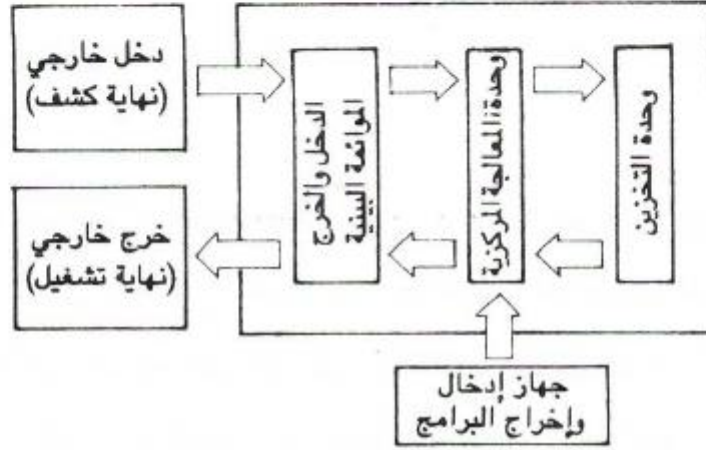 دخل خارجي
(نهاية كشف)
خرج خارجي
(نهاية تشغيل)
الدخل والخرج
الموائمة البينية
وحدة المعالجة المركزية
وحدة التخزين
جهاز إدخال
وإخراج البرامج